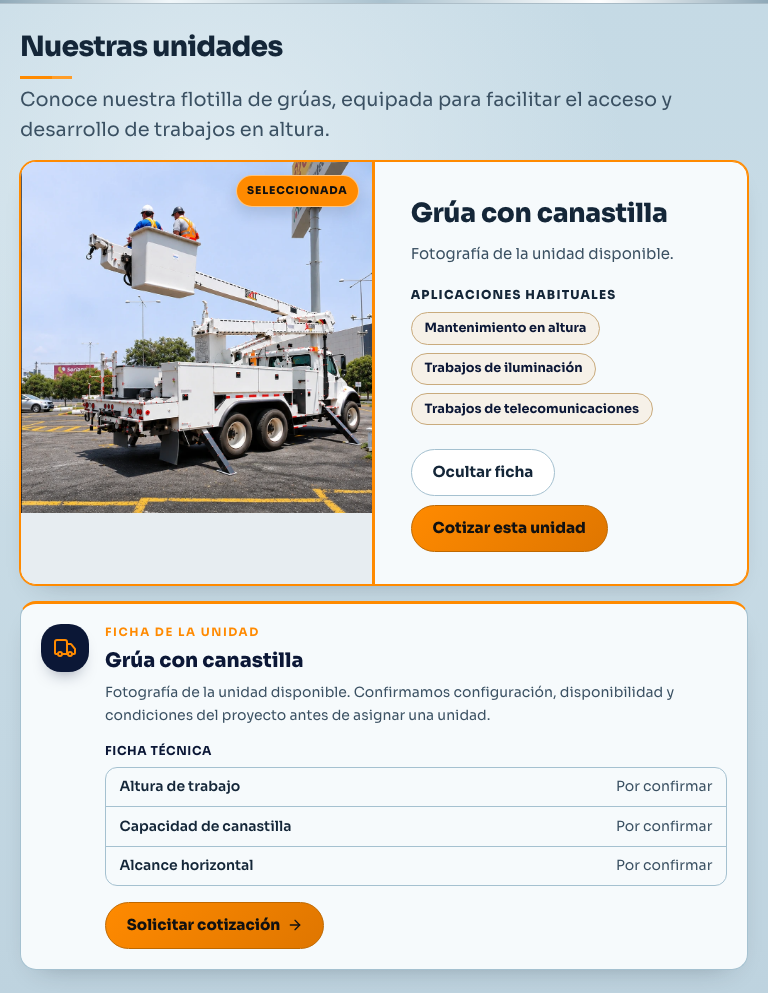 Nuestras unidades
Conoce nuestra flotilla de grúas, equipada para facilitar el acceso y
desarrollo de trabajos en altura.
SELECCIONADA
Grúa con canastilla
Fotografía de la unidad disponible.
APLICACIONES HABITUALES
Mantenimiento en altura
Trabajos de iluminación
Trabajos de telecomunicaciones
Ocultar ficha
Cotizar esta unidad
FICHA DE LA UNIDAD
Grúa con canastilla
Fotografía de la unidad disponible. Confirmamos configuración, disponibilidad y
condiciones del proyecto antes de asignar una unidad.
FICHA TÉCNICA
Altura de trabajo Por confirmar
Capacidad de canastilla Por confirmar
Alcance horizontal Por confirmar
Solicitar cotización →